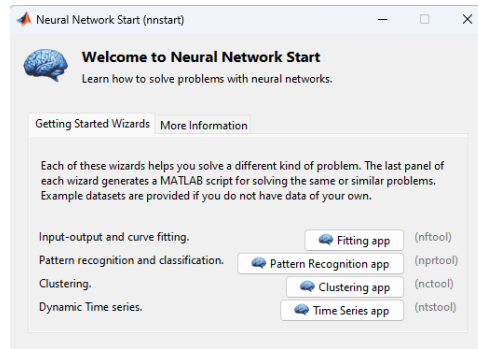 Neural Network Start (nnstart)
Welcome to Neural Network Start
Learn how to solve problems with neural networks.
Getting Started Wizards More Information
Each of these wizards helps you solve a different kind of problem. The last panel of
each wizard generates a MATLAB script for solving the same or similar problems.
Example datasets are provided if you do not have data of your own.
Input-output and curve fitting. Fitting app (nftool)
Pattern recognition and classification. Pattern Recognition app (nprtool)
Clustering. Clustering app (nctool)
Dynamic Time series. Time Series app (ntstool)